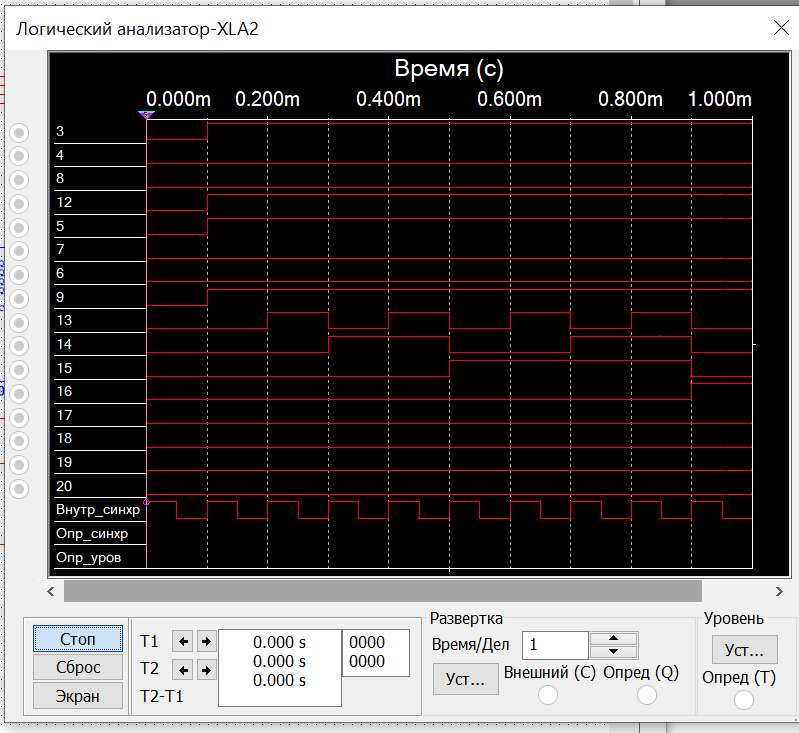 Логический анализатор-XLA2
Время (с)
0.000m 0.200m 0.400m 0.600m 0.800m 1.000m
3
4
8
12
5
7
6
9
13
14
15
16
17
18
19
20
Внутр_синхр
Опр_синхр
Опр_уров
Стоп
Сброс
Экран
T1
T2
T2-T1
0.000 s
0.000 s
0.000 s
0000
0000
Развертка
Время/Дел 1
Уст...
Внешний (C) Опред (Q)
Уровень
Уст...
Опред (T)